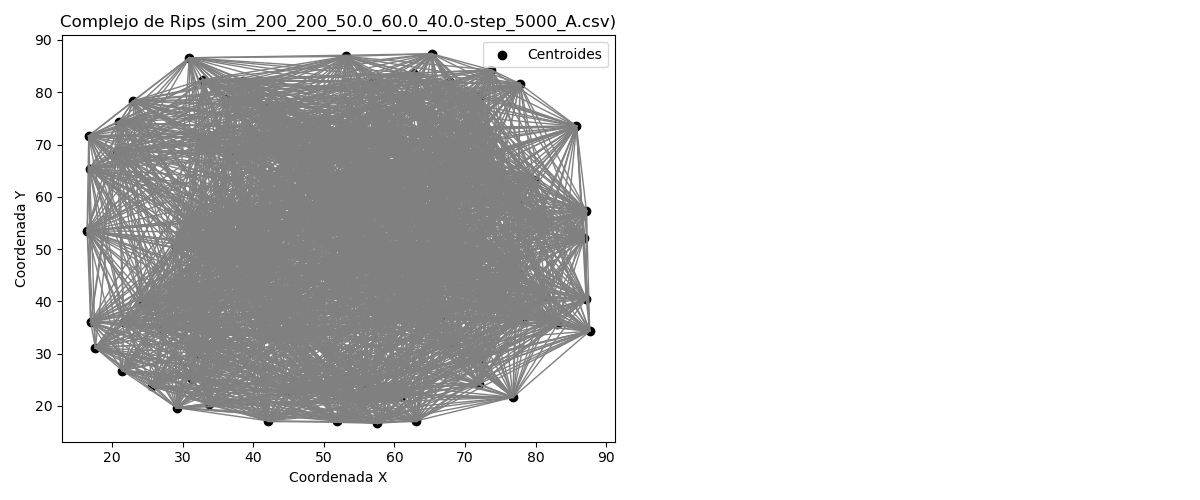 Complejo de Rips (sim_200_200_50.0_60.0_40.0-step_5000_A.csv)
Centroides
90
80
70
60
50
40
30
20
Coordenada Y
20 30 40 50 60 70 80 90
Coordenada X